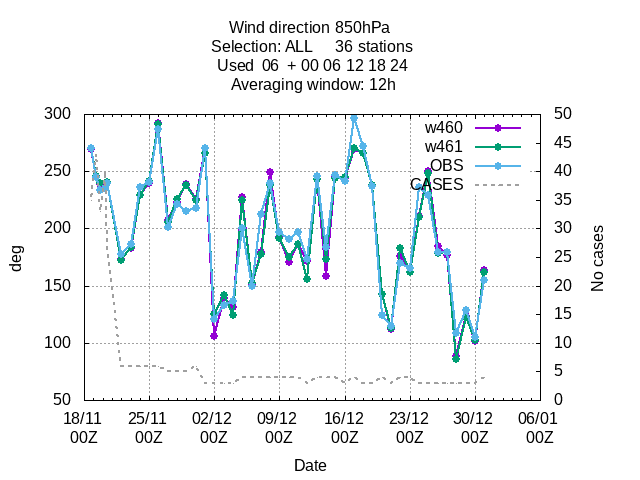 Wind direction 850hPa
Selection: ALL 36 stations
Used 06 + 00 06 12 18 24
Averaging window: 12h
300
250
200
150
100
50
deg
w460
w461
OBS
CASES
50
45
40
35
30
25
20
15
10
5
0
No cases
18/11 25/11 02/12 09/12 16/12 23/12 30/12 06/01
00Z 00Z 00Z 00Z 00Z 00Z 00Z 00Z
Date